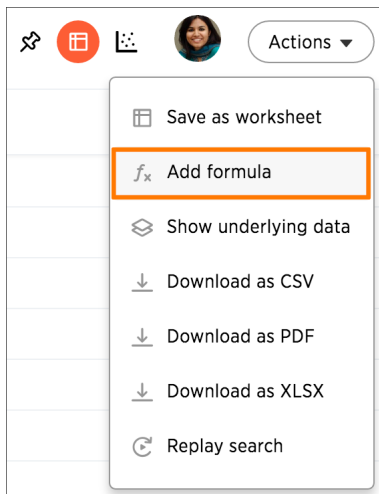 Actions
Save as worksheet
fx Add formula
Show underlying data
Download as CSV
Download as PDF
Download as XLSX
Replay search